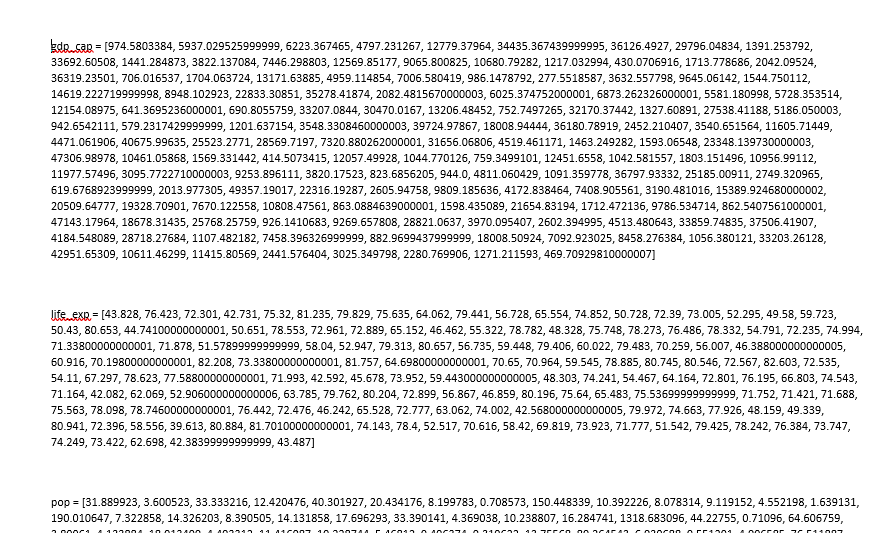 gdp_cap = [974.5803384, 5937.029525999999, 6223.367465, 4797.231267, 12779.37964, 34435.367439999995, 36126.4927, 29796.04834, 1391.253792,
33692.60508, 1441.284873, 3822.137084, 7446.298803, 12569.85177, 9065.800825, 10680.79282, 1217.032994, 430.0706916, 1713.778686, 2042.09524,
36319.23501, 706.016537, 1704.063724, 13171.63885, 4959.114854, 7006.580419, 986.1478792, 277.5518587, 3632.557798, 9645.06142, 1544.750112,
14619.222719999998, 8948.102923, 22833.30851, 35278.41874, 2082.4815670000003, 6025.374752000001, 6873.262326000001, 5581.180998, 5728.353514,
12154.08975, 641.3695236000001, 690.8055759, 33207.0844, 30470.0167, 13206.48452, 752.7497265, 32170.37442, 1327.60891, 27538.41188, 5186.050003,
942.6542111, 579.2317429999999, 1201.637154, 3548.3308460000003, 39724.97867, 18008.94444, 36180.78919, 2452.210407, 3540.651564, 11605.71449,
4471.061906, 40675.99635, 25523.2771, 28569.7197, 7320.880262000001, 31656.06806, 4519.461171, 1463.249282, 1593.06548, 23348.139730000003,
47306.98978, 10461.05868, 1569.331442, 414.5073415, 12057.49928, 1044.770126, 759.3499101, 12451.6558, 1042.581557, 1803.151496, 10956.99112,
11977.57496, 3095.7722710000003, 9253.896111, 3820.17523, 823.6856205, 944.0, 4811.060429, 1091.359778, 36797.93332, 25185.00911, 2749.320965,
619.6768923999999, 2013.977305, 49357.19017, 22316.19287, 2605.94758, 9809.185636, 4172.838464, 7408.905561, 3190.481016, 15389.924680000002,
20509.64777, 19328.70901, 7670.122558, 10808.47561, 863.0884639000001, 1598.435089, 21654.83194, 1712.472136, 9786.534714, 862.5407561000001,
47143.17964, 18678.31435, 25768.25759, 926.1410683, 9269.657808, 28821.0637, 3970.095407, 2602.394995, 4513.480643, 33859.74835, 37506.41907,
4184.548089, 28718.27684, 1107.482182, 7458.396326999999, 882.9699437999999, 18008.50924, 7092.923025, 8458.276384, 1056.380121, 33203.26128,
42951.65309, 10611.46299, 11415.80569, 2441.576404, 3025.349798, 2280.769906, 1271.211593, 469.70929810000007]
life_exp = [43.828, 76.423, 72.301, 42.731, 75.32, 81.235, 79.829, 75.635, 64.062, 79.441, 56.728, 65.554, 74.852, 50.728, 72.39, 73.005, 52.295, 49.58, 59.723,
50.43, 80.653, 44.74100000000001, 50.651, 78.553, 72.961, 72.889, 65.152, 46.462, 55.322, 78.782, 48.328, 75.748, 78.273, 76.486, 78.332, 54.791, 72.235, 74.994,
71.33800000000001, 71.878, 51.57899999999999, 58.04, 52.947, 79.313, 80.657, 56.735, 59.448, 79.406, 60.022, 79.483, 70.259, 56.007, 46.388000000000005,
60.916, 70.19800000000001, 82.208, 73.33800000000001, 81.757, 64.69800000000001, 70.65, 70.964, 59.545, 78.885, 80.745, 80.546, 72.567, 82.603, 72.535,
54.11, 67.297, 78.623, 77.58800000000001, 71.993, 42.592, 45.678, 73.952, 59.443000000000005, 48.303, 74.241, 54.467, 64.164, 72.801, 76.195, 66.803, 74.543,
71.164, 42.082, 62.069, 52.906000000000006, 63.785, 79.762, 80.204, 72.899, 56.867, 46.859, 80.196, 75.64, 65.483, 75.53699999999999, 71.752, 71.421, 71.688,
75.563, 78.098, 78.74600000000001, 76.442, 72.476, 46.242, 65.528, 72.777, 63.062, 74.002, 42.568000000000005, 79.972, 74.663, 77.926, 48.159, 49.339,
80.941, 72.396, 58.556, 39.613, 80.884, 81.70100000000001, 74.143, 78.4, 52.517, 70.616, 58.42, 69.819, 73.923, 71.777, 51.542, 79.425, 78.242, 76.384, 73.747,
74.249, 73.422, 62.698, 42.38399999999999, 43.487]
pop = [31.889923, 3.600523, 33.333216, 12.420476, 40.301927, 20.434176, 8.199783, 0.708573, 150.448339, 10.392226, 8.078314, 9.119152, 4.552198, 1.639131,
190.010647, 7.322858, 14.326203, 8.390505, 14.131858, 17.696293, 33.390141, 4.369038, 10.238807, 16.284741, 1318.683096, 44.22755, 0.71096, 64.606759,